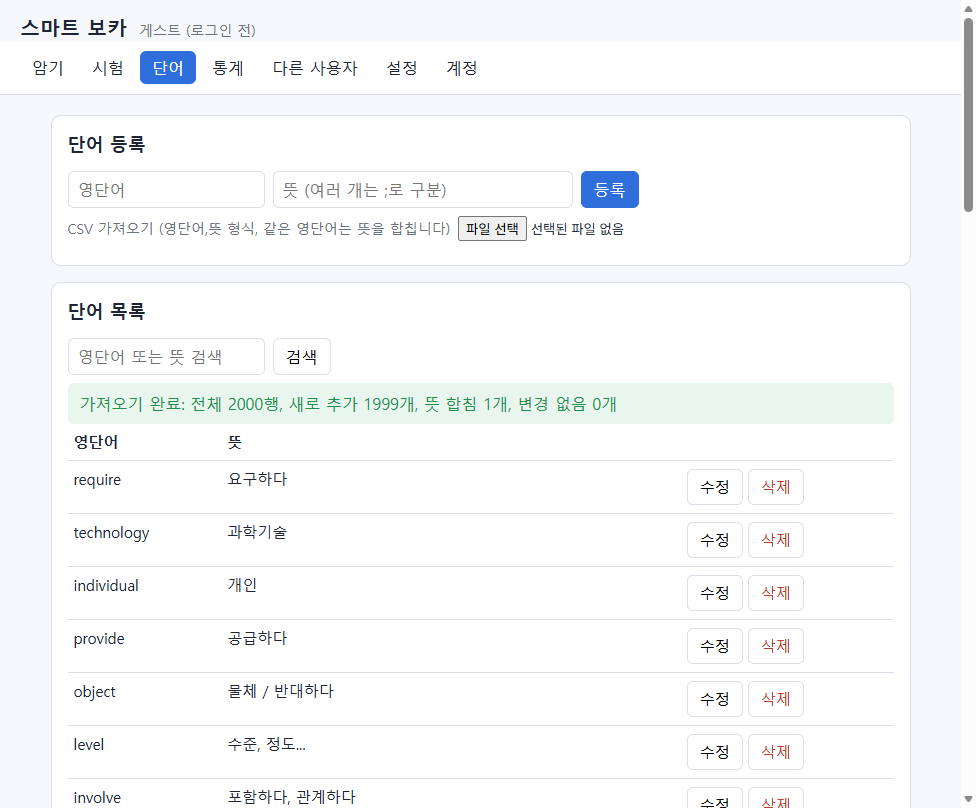 스마트 보카 게스트 (로그인 전)
암기 시험 단어 통계 다른 사용자 설정 계정
단어 등록
영단어 뜻 (여러 개는 ;로 구분) 등록
CSV 가져오기 (영단어,뜻 형식, 같은 영단어는 뜻을 합칩니다) 파일 선택 선택된 파일 없음
단어 목록
영단어 또는 뜻 검색 검색
가져오기 완료: 전체 2000행, 새로 추가 1999개, 뜻 합침 1개, 변경 없음 0개
영단어 뜻
require 요구하다 수정 삭제
technology 과학기술 수정 삭제
individual 개인 수정 삭제
provide 공급하다 수정 삭제
object 물체 / 반대하다 수정 삭제
level 수준, 정도... 수정 삭제
involve 포함하다, 관계하다 수정 삭제